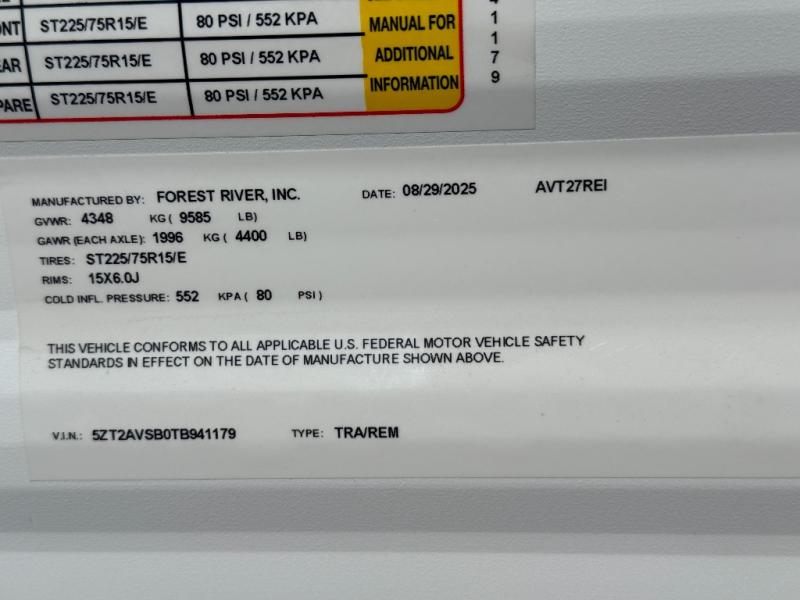 NT ST225/75R15/E 80 PSI / 552 KPA MANUAL FOR
EAR ST225/75R15/E 80 PSI / 552 KPA ADDITIONAL
PARE ST225/75R15/E 80 PSI / 552 KPA INFORMATION
1
1
7
9
MANUFACTURED BY: FOREST RIVER, INC. DATE: 08/29/2025 AVT27REI
GVWR: 4348 KG ( 9585 LB)
GAWR (EACH AXLE): 1996 KG ( 4400 LB)
TIRES: ST225/75R15/E
RIMS: 15X6.0J
COLD INFL. PRESSURE: 552 KPA ( 80 PSI )
THIS VEHICLE CONFORMS TO ALL APPLICABLE U.S. FEDERAL MOTOR VEHICLE SAFETY
STANDARDS IN EFFECT ON THE DATE OF MANUFACTURE SHOWN ABOVE.
V.I.N.: 5ZT2AVSB0TB941179 TYPE: TRA/REM